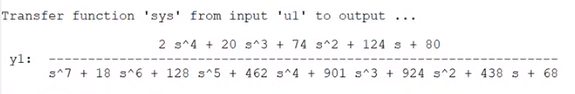 Transfer function 'sys' from input 'u1' to output ...
2 s^4 + 20 s^3 + 74 s^2 + 124 s + 80
y1: ----------------------------------------------------------------
s^7 + 18 s^6 + 128 s^5 + 462 s^4 + 901 s^3 + 924 s^2 + 438 s + 68